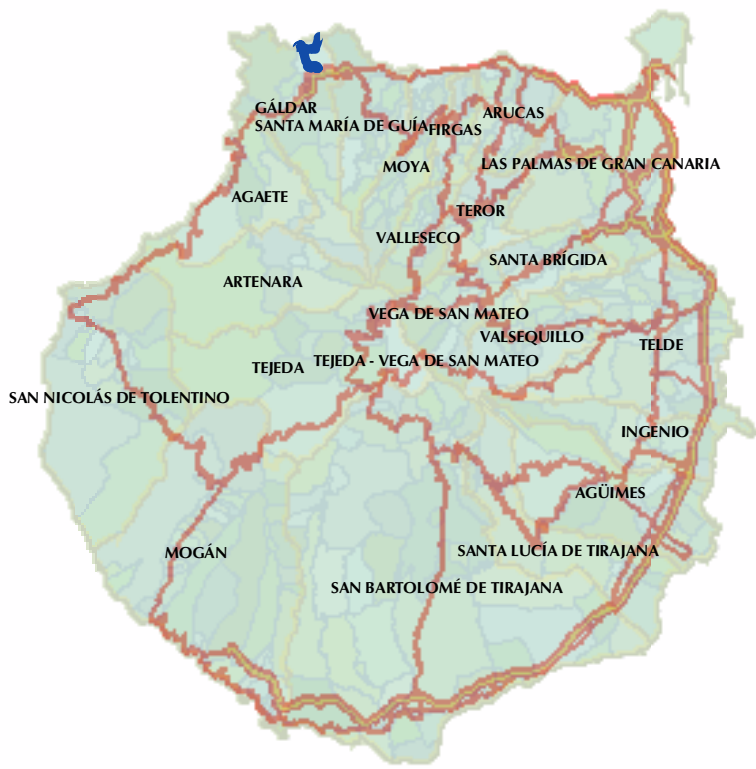 GÁLDAR
ARUCAS
SANTA MARÍA DE GUÍA
FIRGAS
MOYA
LAS PALMAS DE GRAN CANARIA
AGAETE
TEROR
VALLESECO
SANTA BRÍGIDA
ARTENARA
VEGA DE SAN MATEO
VALSEQUILLO
TELDE
TEJEDA
TEJEDA - VEGA DE SAN MATEO
SAN NICOLÁS DE TOLENTINO
INGENIO
AGÜIMES
MOGÁN
SANTA LUCÍA DE TIRAJANA
SAN BARTOLOMÉ DE TIRAJANA